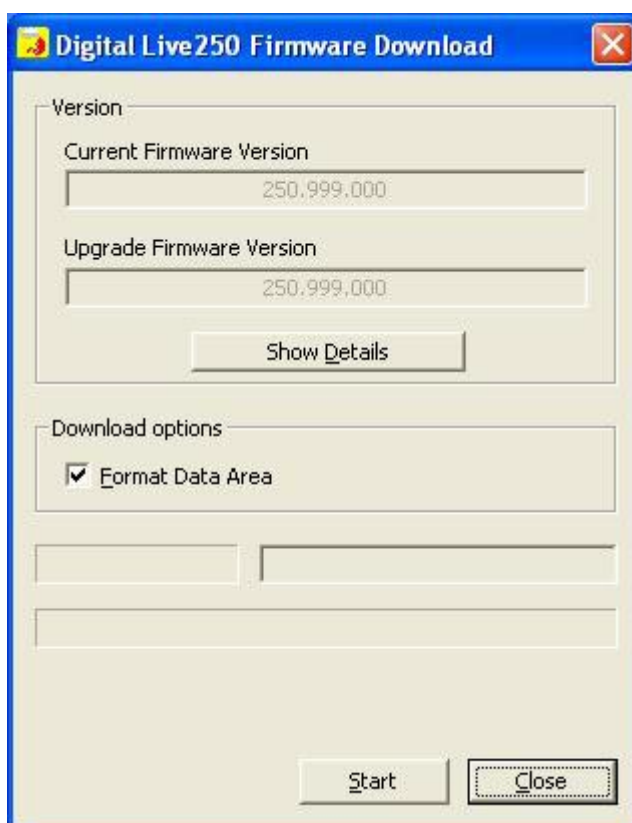 Digital Live250 Firmware Download
Version
Current Firmware Version
250.999.000
Upgrade Firmware Version
250.999.000
Show Details
Download options
Format Data Area
Start Close